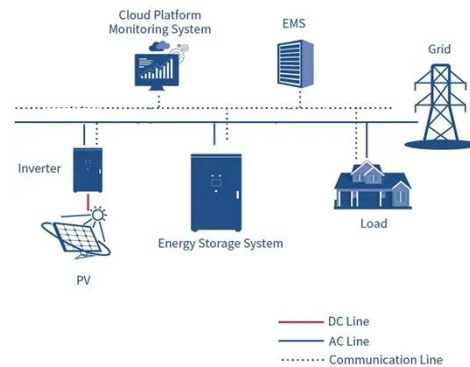 Cloud Platform
Monitoring System
EMS
Grid
Inverter
Energy Storage System
Load
PV
DC Line
AC Line
Communication Line